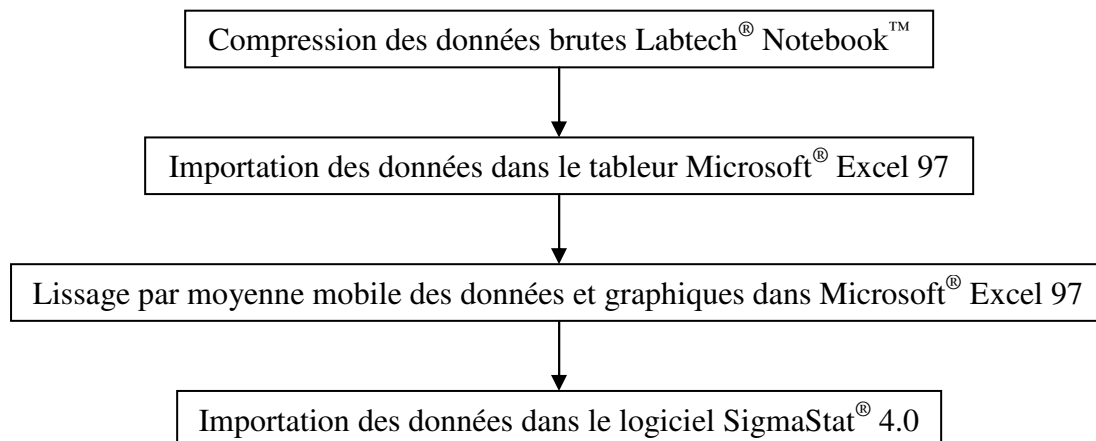 Compression des données brutes Labtech® Notebook™
Importation des données dans le tableur Microsoft® Excel 97
Lissage par moyenne mobile des données et graphiques dans Microsoft® Excel 97
Importation des données dans le logiciel SigmaStat® 4.0